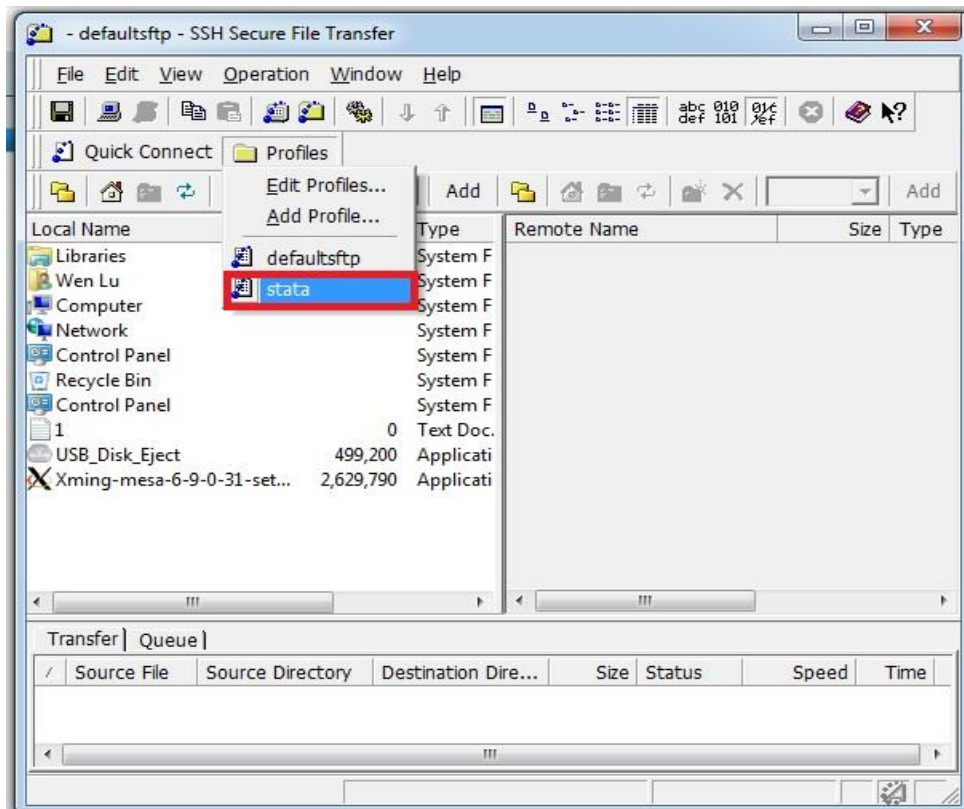 - defaultsftp - SSH Secure File Transfer
File Edit View Operation Window Help
abc def 010 101
Quick Connect Profiles
Edit Profiles...
Add Profile...
defaultsftp
stata
Add Add
Local Name Type Remote Name Size Type
Libraries System F
Wen Lu System F
Computer System F
Network System F
Control Panel System F
Recycle Bin System F
Control Panel System F
1 0 Text Doc.
USB_Disk_Eject 499,200 Applicati
Xming-mesa-6-9-0-31-set... 2,629,790 Applicati
Transfer Queue
/ Source File Source Directory Destination Dire... Size Status Speed Time